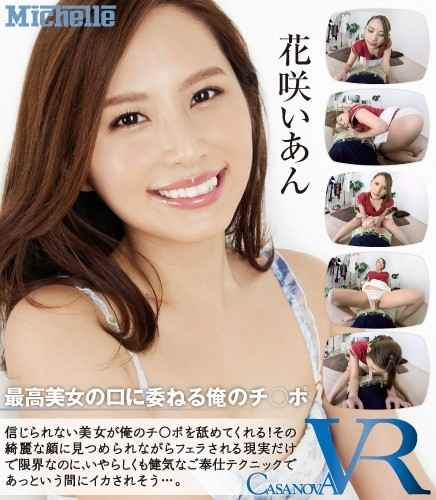 Michelle
花咲いあん
最高美女の口に委ねる俺のチ〇ポ
信じられない美女が俺のチ〇ポを舐めてくれる!その
綺麗な顔に見つめられながらフェラされる現実だけ
で限界なのに、いやらしくも健気なご奉仕テクニックで
あっという間にイカされそう…。
CASANOVA
VR